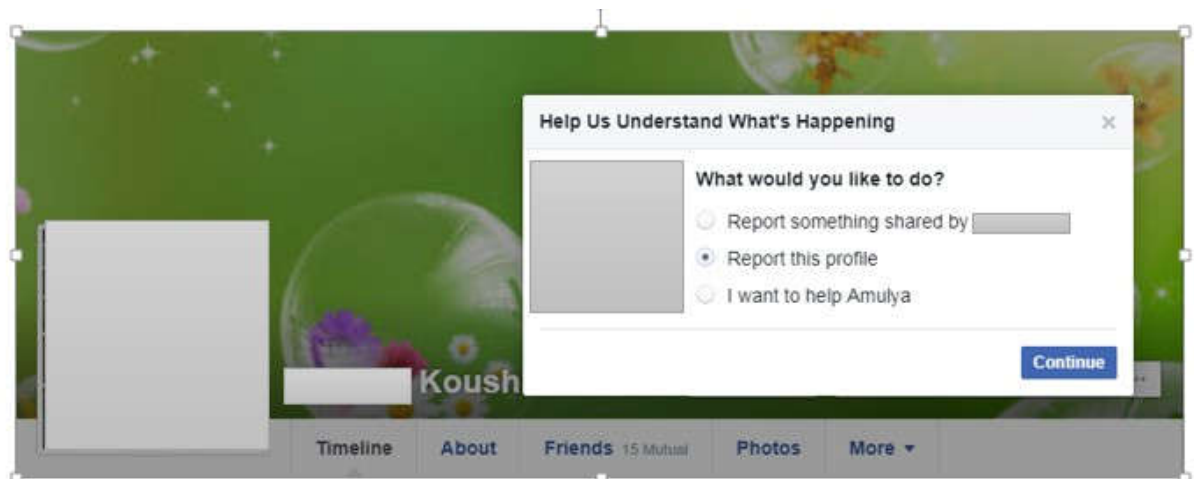 Help Us Understand What's Happening
What would you like to do?
Report something shared by
Report this profile
I want to help Amulya
Continue
Koush
Timeline About Friends 15 Mutual Photos More